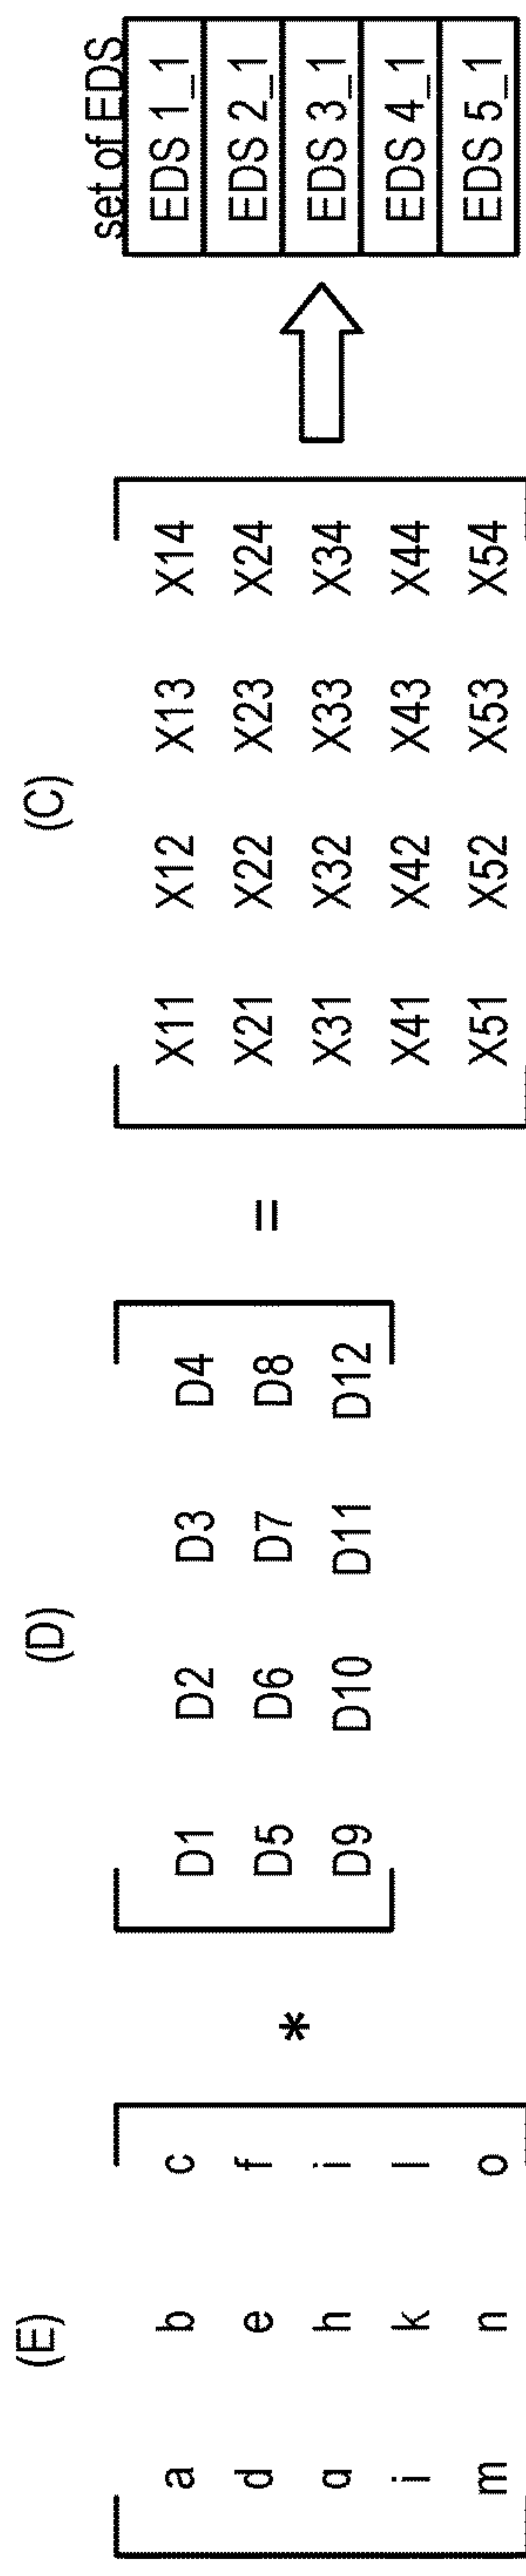 (E)
a b c
d e f
g h i
j k l
m n o
*
(D)
D1 D2 D3 D4
D5 D6 D7 D8
D9 D10 D11 D12
=
(C)
X11 X12 X13 X14
X21 X22 X23 X24
X31 X32 X33 X34
X41 X42 X43 X44
X51 X52 X53 X54
set of EDS
EDS 1_1
EDS 2_1
EDS 3_1
EDS 4_1
EDS 5_1